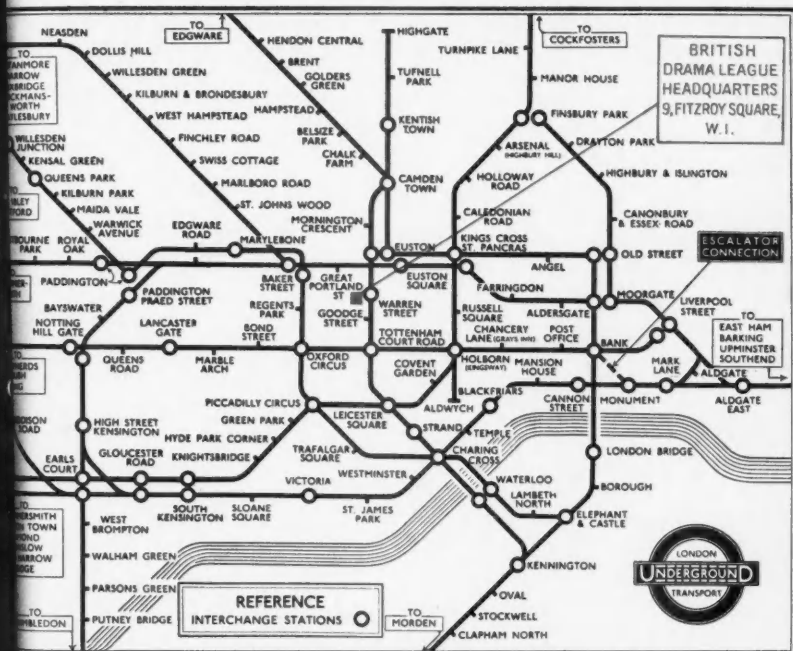 NEASDEN
DOLLIS HILL
WILLESDEN GREEN
KILBURN & BRONDESBURY
WEST HAMPSTEAD
FINCHLEY ROAD
SWISS COTTAGE
MARLBORO ROAD
ST. JOHNS WOOD
TO
EDGWARE
HENDON CENTRAL
BRENT
GOLDERS
GREEN
HAMPSTEAD
BELSIZE
PARK
CHALK
FARM
HIGHGATE
TUFNELL
PARK
KENTISH
TOWN
CAMDEN
TOWN
MORNINGTON
CRESCENT
TO
COCKFOSTERS
TURNPIKE LANE
MANOR HOUSE
FINSBURY PARK
ARSENAL
(HIGHBURY HILL)
HOLLOWAY
ROAD
CALEDONIAN
ROAD
DRAYTON PARK
HIGHBURY & ISLINGTON
CANONBURY
& ESSEX ROAD
BRITISH
DRAMA LEAGUE
HEADQUARTERS
9, FITZROY SQUARE,
W.I.
ESCALATOR
CONNECTION
TO
WILLESDEN
JUNCTION
KENSAL GREEN
QUEENS PARK
KILBURN PARK
MAIDA VALE
WARWICK
AVENUE
ROYAL
OAK
PARK
PADDINGTON
EDGWARE
ROAD
MARYLEBONE
PADDINGTON
PRAED STREET
BAYSWATER
BAKER
STREET
GREAT
PORTLAND
ST
EUSTON
EUSTON
SQUARE
KINGS CROSS
ST. PANCRAS
ANGEL
OLD STREET
FARRINGDON
ALDERSGATE
MOORGATE
LIVERPOOL
STREET
REGENTS
PARK
WARREN
STREET
GOODGE
STREET
RUSSELL
SQUARE
NOTTING
HILL GATE
LANCASTER
GATE
BOND
STREET
QUEENS
ROAD
MARBLE
ARCH
OXFORD
CIRCUS
TOTTENHAM
COURT ROAD
CHANCERY
LANE (GRAYS INN)
POST
OFFICE
BANK
HOLBORN
(KINGSWAY)
COVENT
GARDEN
ALDWYCH
TO
EAST HAM
BARKING
UPMINSTER
SOUTHEND
MANSION
HOUSE
MARK
LANE
ALDGATE
ALDGATE
EAST
BLACKFRIARS
CANNON
STREET
MONUMENT
PICCADILLY CIRCUS
LEICESTER
SQUARE
STRAND
TEMPLE
GREEN PARK
HYDE PARK CORNER
KNIGHTSBRIDGE
TRAFALGAR
SQUARE
CHARING
CROSS
WESTMINSTER
HIGH STREET
KENSINGTON
EARLS
COURT
GLOUCESTER
ROAD
SOUTH
KENSINGTON
SLOANE
SQUARE
VICTORIA
ST. JAMES
PARK
WATERLOO
LAMBETH
NORTH
LONDON BRIDGE
BOROUGH
ELEPHANT
& CASTLE
KENNINGTON
OVAL
STOCKWELL
CLAPHAM NORTH
TO
MORDEN
WEST
BROMPTON
WALHAM GREEN
PARSONS GREEN
PUTNEY BRIDGE
TO
REFERENCE
INTERCHANGE STATIONS
LONDON
UNDERGROUND
TRANSPORT